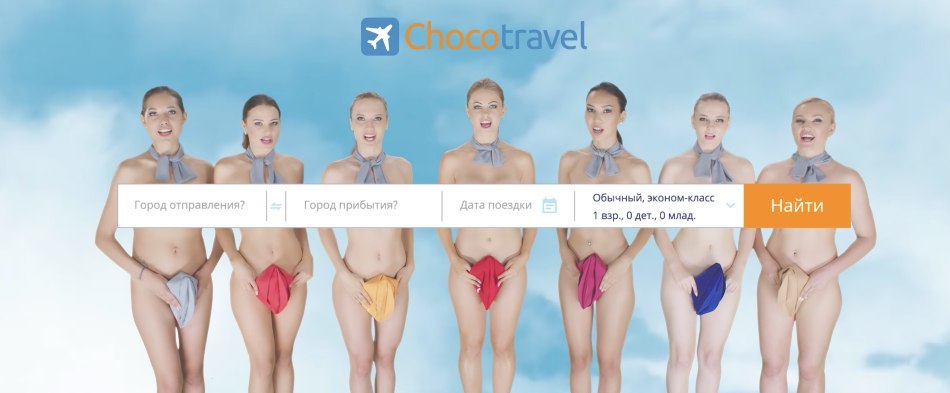 Chocotravel
Город отправления?
Город прибытия?
Дата поездки
Обычный, эконом-класс
1 взр., 0 дет., 0 млад.
Найти